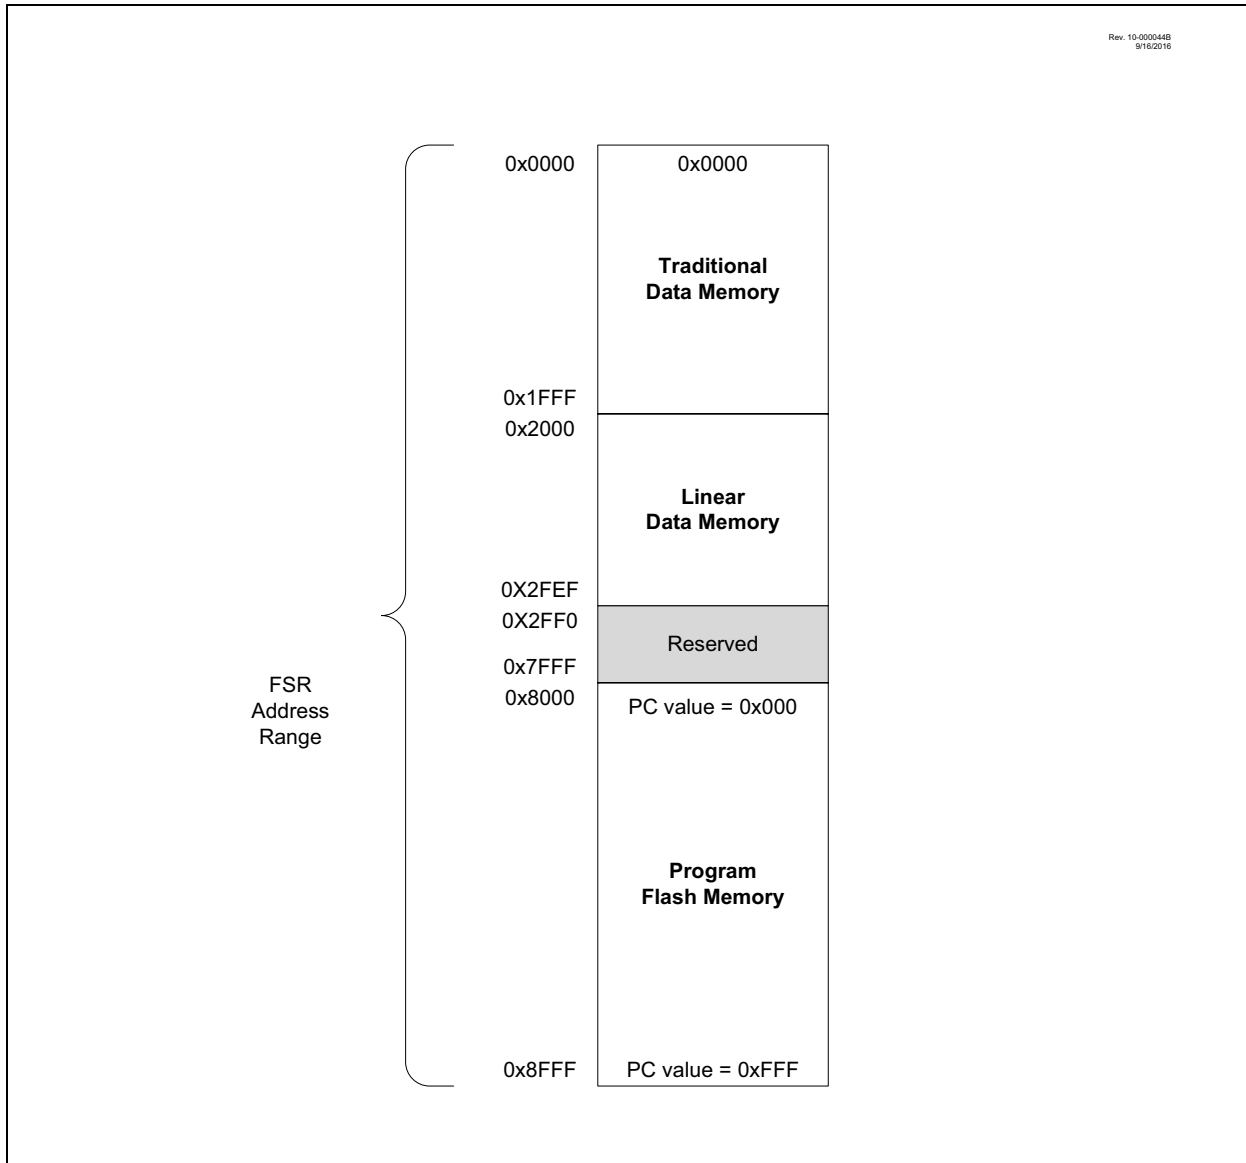 Rev. 10-000044B
9/16/2016
0x0000
0x0000
Traditional
Data Memory
0x1FFF
0x2000
Linear
Data Memory
0X2FEF
0X2FF0
Reserved
0x7FFF
0x8000
PC value = 0x000
FSR
Address
Range
Program
Flash Memory
0x8FFF
PC value = 0xFFF